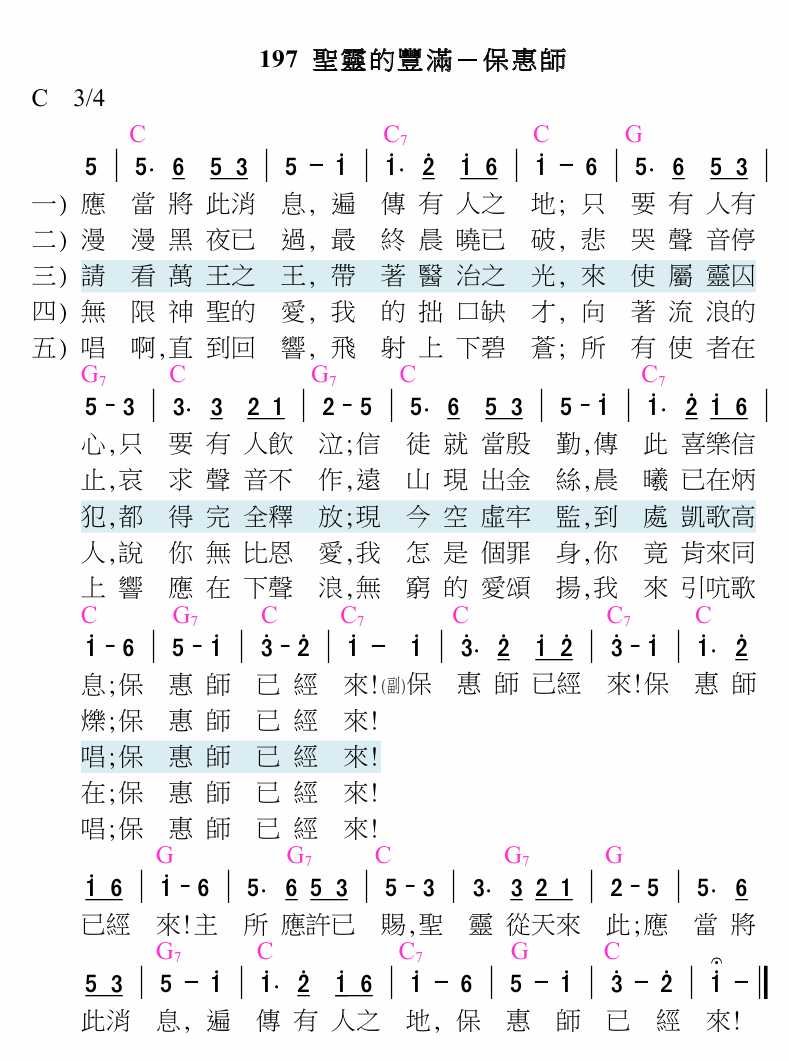 197 聖靈的豐滿－保惠師
C 3/4
C C7 C G
5 | 5· 6 5 3 | 5 － i | i· 2̇ i 6 | i － 6 | 5· 6 5 3 |
一) 應 當 將 此消 息, 遍 傳 有 人之 地; 只 要 有 人有
二) 漫 漫 黑 夜已 過, 最 終 晨 曉已 破, 悲 哭 聲 音停
三) 請 看 萬 王之 王, 帶 著 醫 治之 光, 來 使 屬 靈囚
四) 無 限 神 聖的 愛, 我 的 拙 口缺 才, 向 著 流 浪的
五) 唱 啊,直 到回 響, 飛 射 上 下碧 蒼; 所 有 使 者在
G7 C G7 C C7
5 - 3 | 3· 3 2 1 | 2 - 5 | 5· 6 5 3 | 5 - i | i· 2̇ i 6 |
心,只 要 有 人飲 泣;信 徒 就 當殷 勤,傳 此 喜樂信
止,哀 求 聲 音不 作,遠 山 現 出金 絲,晨 曦 已在炳
犯,都 得 完 全釋 放;現 今 空 虛牢 監,到 處 凱歌高
人,說 你 無 比恩 愛,我 怎 是 個罪 身,你 竟 肯來同
上 響 應 在 下聲 浪,無 窮 的 愛頌 揚,我 來 引吭歌
C G7 C C7 C C7 C
i - 6 | 5 - i | 3̇ - 2̇ | i － i | 3̇· 2̇ i 2̇ | 3̇ - i | i· 2̇
息;保 惠 師 已 經 來!(副)保 惠 師 已經 來!保 惠 師
爍;保 惠 師 已 經 來!
唱;保 惠 師 已 經 來!
在;保 惠 師 已 經 來!
唱;保 惠 師 已 經 來!
G G7 C G7 G
i 6 | i - 6 | 5· 6 5 3 | 5 - 3 | 3· 3 2 1 | 2 - 5 | 5· 6
已經 來!主 所 應許已 賜,聖 靈 從天來 此;應 當 將
G7 C C7 G C
5 3 | 5 － i | i· 2̇ i 6 | i － 6 | 5 － i | 3̇ － 2̇ | i － ‖
此消 息, 遍 傳 有 人之 地, 保 惠 師 已 經 來!